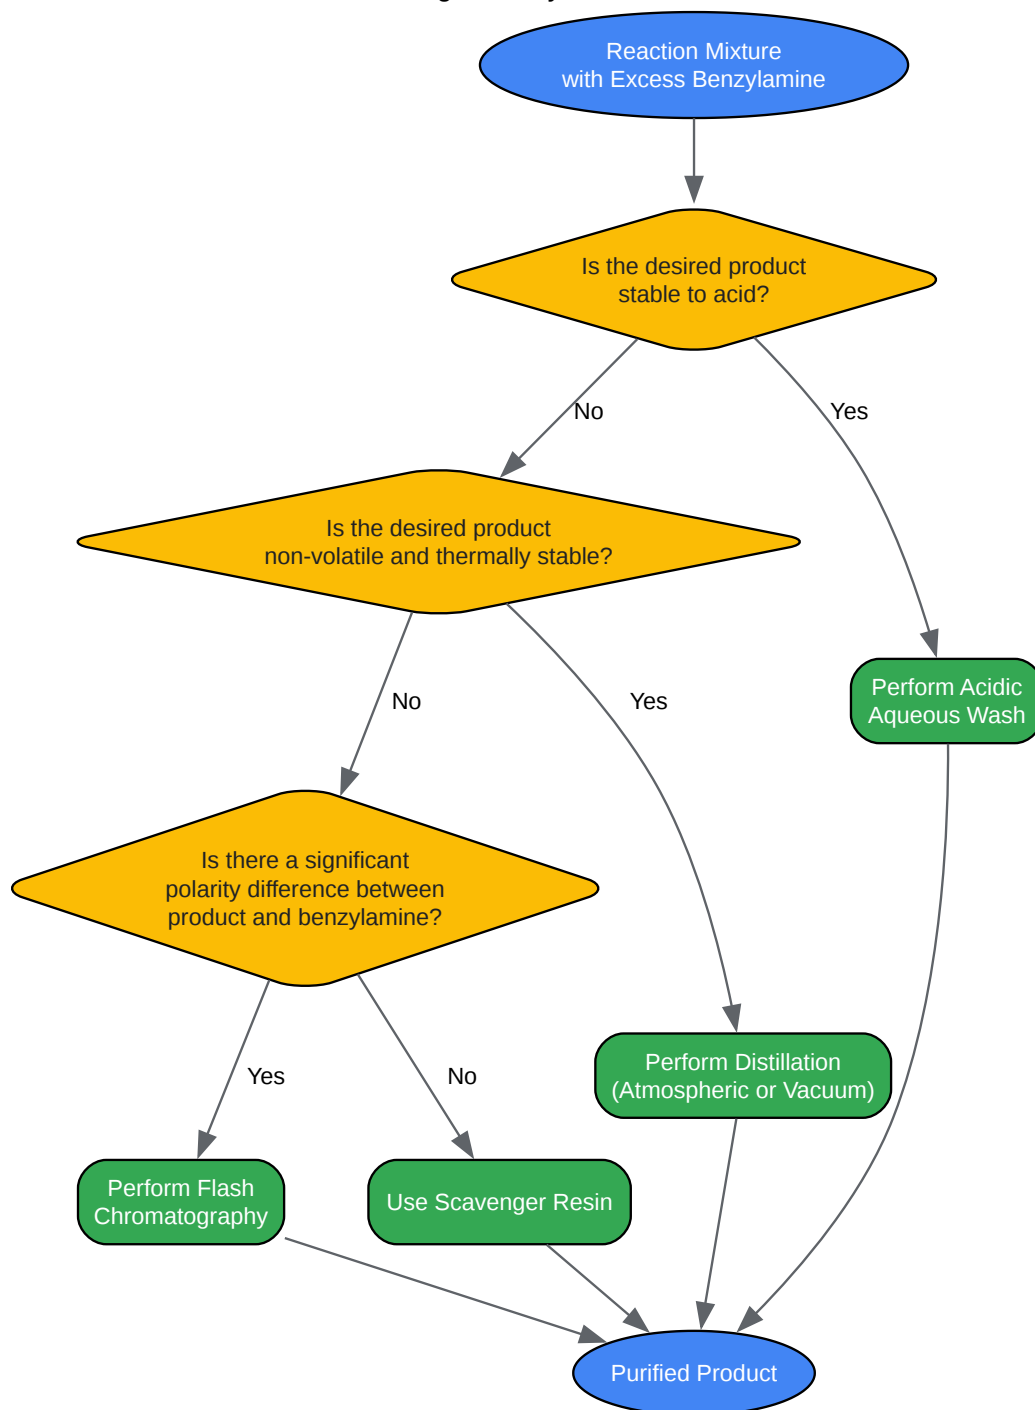 Reaction Mixture
with Excess Benzylamine
Is the desired product
stable to acid?
No
Yes
Is the desired product
non-volatile and thermally stable?
No
Yes
Perform Acidic
Aqueous Wash
Is there a significant
polarity difference between
product and benzylamine?
Yes
No
Perform Distillation
(Atmospheric or Vacuum)
Perform Flash
Chromatography
Use Scavenger Resin
Purified Product